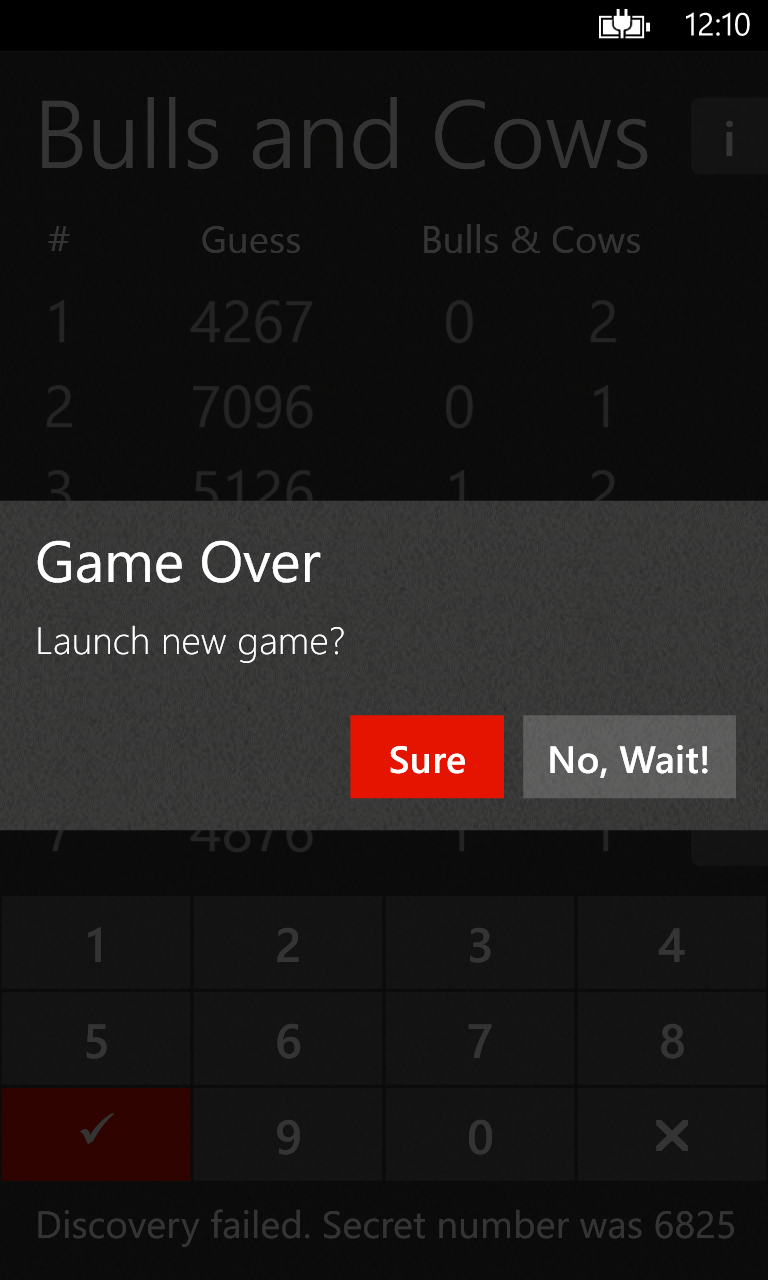 12:10
Bulls and Cows i
# Guess Bulls & Cows
1 4267 0 2
2 7096 0 1
3 5126 1 2
Game Over
Launch new game?
Sure No, Wait!
7 4876 1 1
1 2 3 4
5 6 7 8
✓ 9 0 ✕
Discovery failed. Secret number was 6825